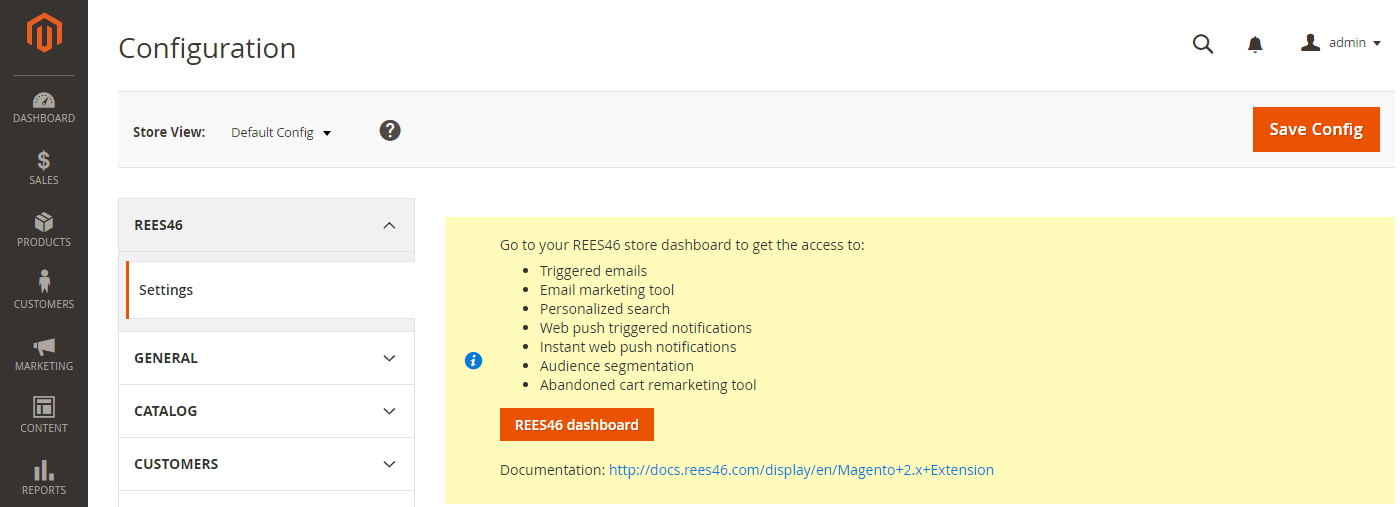 Configuration
admin
Store View: Default Config ?
Save Config
DASHBOARD
SALES
PRODUCTS
CUSTOMERS
MARKETING
CONTENT
REPORTS
REES46
Settings
GENERAL
CATALOG
CUSTOMERS
Go to your REES46 store dashboard to get the access to:
• Triggered emails
• Email marketing tool
• Personalized search
• Web push triggered notifications
• Instant web push notifications
• Audience segmentation
• Abandoned cart remarketing tool
REES46 dashboard
Documentation: http://docs.rees46.com/display/en/Magento+2.x+Extension